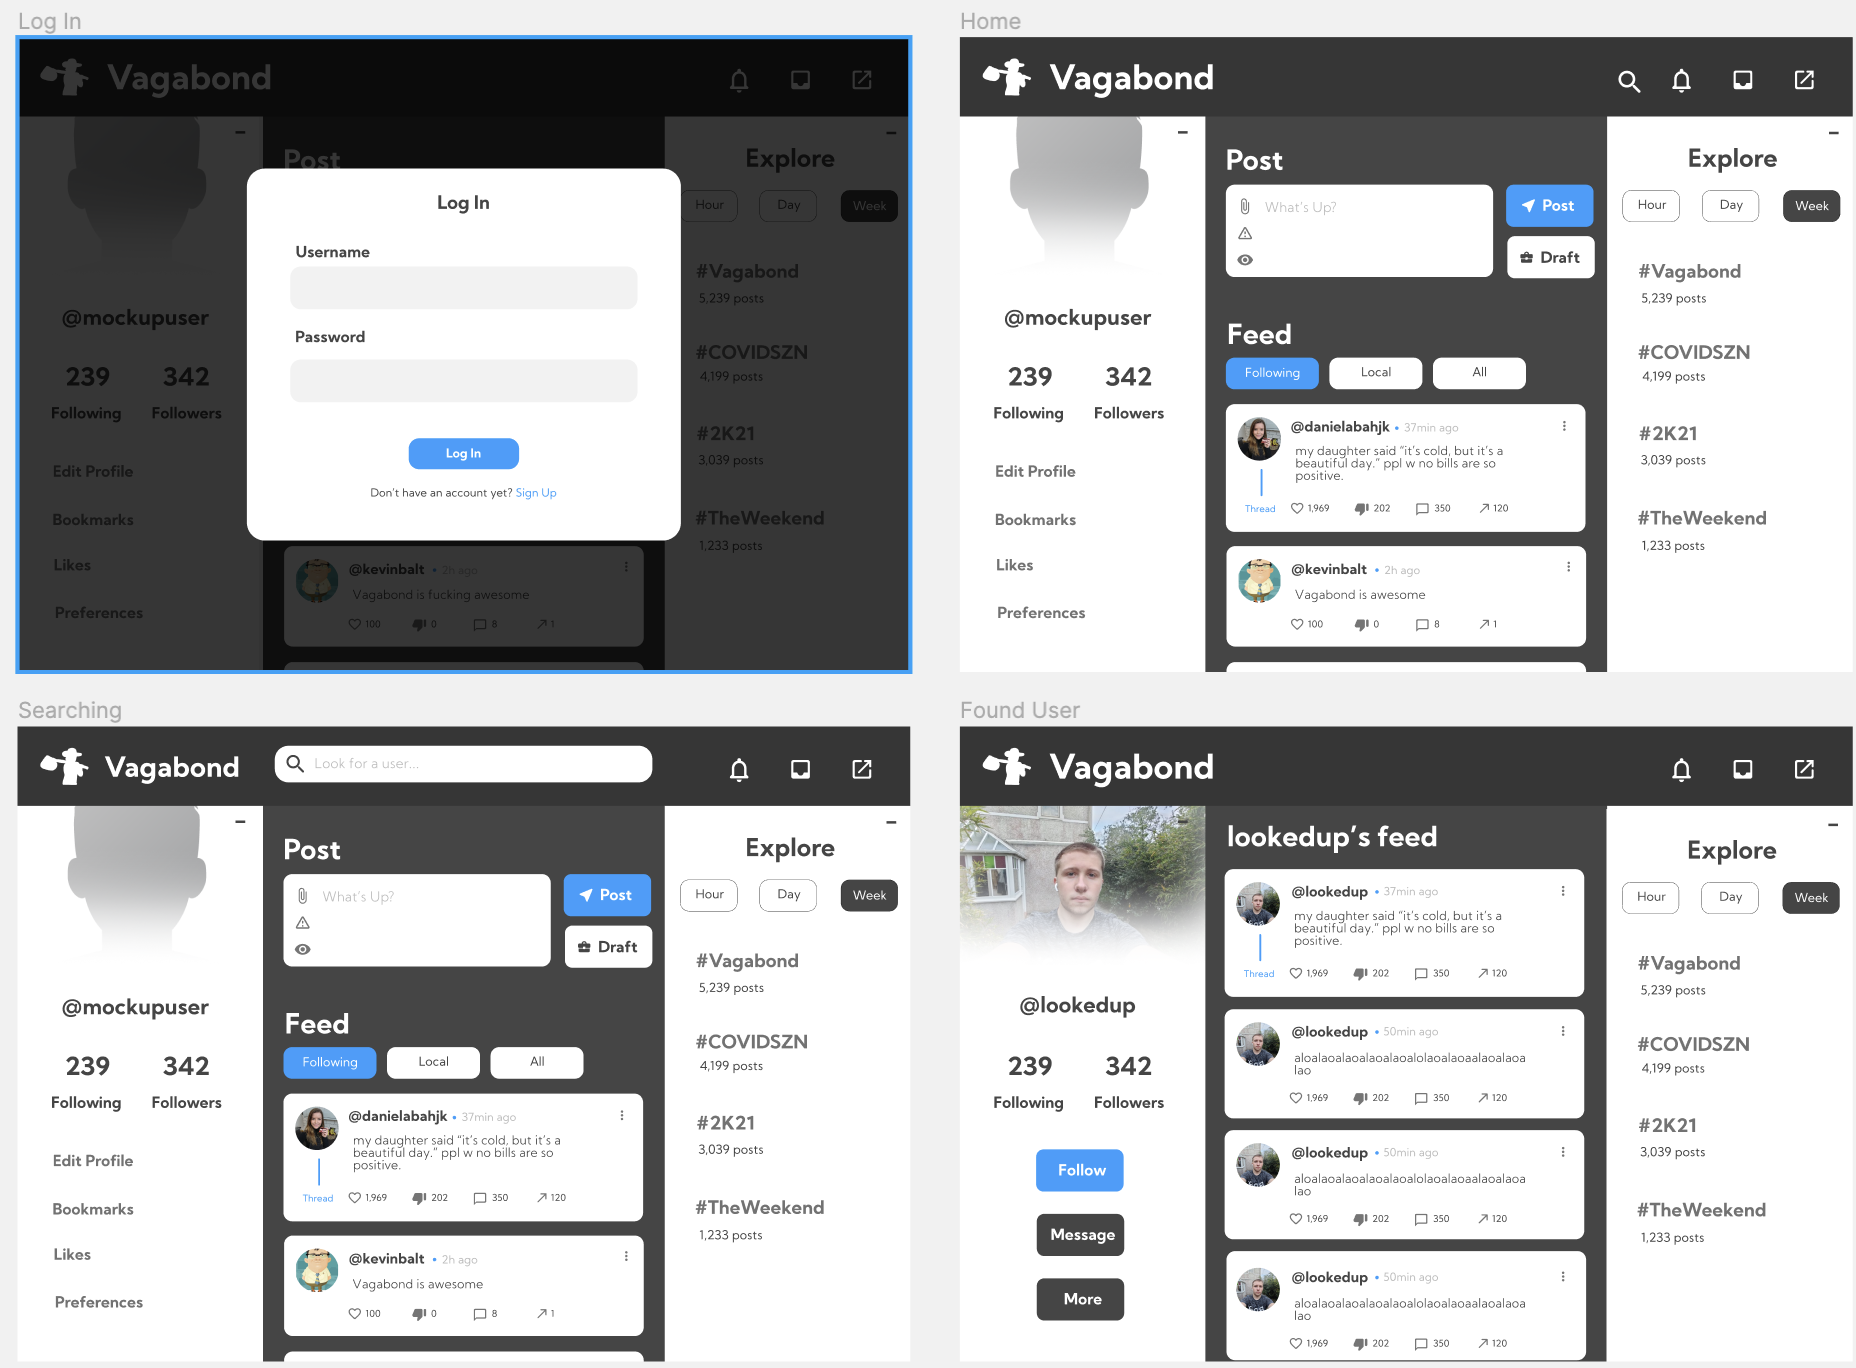 Log In
Vagabond
Post
Explore
Log In
Hour
Day
Week
Username
#Vagabond
5,239 posts
@mockupuser
Password
#COVIDSZN
4,199 posts
239
342
Following
Followers
#2K21
3,039 posts
Log In
Edit Profile
Don't have an account yet? Sign Up
Bookmarks
#TheWeekend
1,233 posts
Likes
@kevinbalt • 2h ago
Vagabond is fucking awesome
Preferences
100
0
8
1
Home
Vagabond
@mockupuser
239
342
Following
Followers
Edit Profile
Bookmarks
Likes
Preferences
Post
What's Up?
Post
Draft
Feed
Following
Local
All
@danielabahjk • 37min ago
my daughter said "it's cold, but it's a
beautiful day." ppl w no bills are so
positive.
Thread
1,969
202
350
120
@kevinbalt • 2h ago
Vagabond is awesome
100
0
8
1
Explore
Hour
Day
Week
#Vagabond
5,239 posts
#COVIDSZN
4,199 posts
#2K21
3,039 posts
#TheWeekend
1,233 posts
Searching
Vagabond
Look for a user...
@mockupuser
239
342
Following
Followers
Edit Profile
Bookmarks
Likes
Preferences
Post
What's Up?
Post
Draft
Feed
Following
Local
All
@danielabahjk • 37min ago
my daughter said "it's cold, but it's a
beautiful day." ppl w no bills are so
positive.
Thread
1,969
202
350
120
@kevinbalt • 2h ago
Vagabond is awesome
100
0
8
1
Explore
Hour
Day
Week
#Vagabond
5,239 posts
#COVIDSZN
4,199 posts
#2K21
3,039 posts
#TheWeekend
1,233 posts
Found User
Vagabond
@lookedup
239
342
Following
Followers
Follow
Message
More
lookedup's feed
@lookedup • 37min ago
my daughter said "it's cold, but it's a
beautiful day." ppl w no bills are so
positive.
Thread
1,969
202
350
120
@lookedup • 50min ago
aloalaoalaoalaoalaoalolaoalaoaalaoalaoa
lao
1,969
202
350
120
@lookedup • 50min ago
aloalaoalaoalaoalaoalolaoalaoaalaoalaoa
lao
1,969
202
350
120
@lookedup • 50min ago
aloalaoalaoalaoalaoalolaoalaoaalaoalaoa
lao
1,969
202
350
120
Explore
Hour
Day
Week
#Vagabond
5,239 posts
#COVIDSZN
4,199 posts
#2K21
3,039 posts
#TheWeekend
1,233 posts